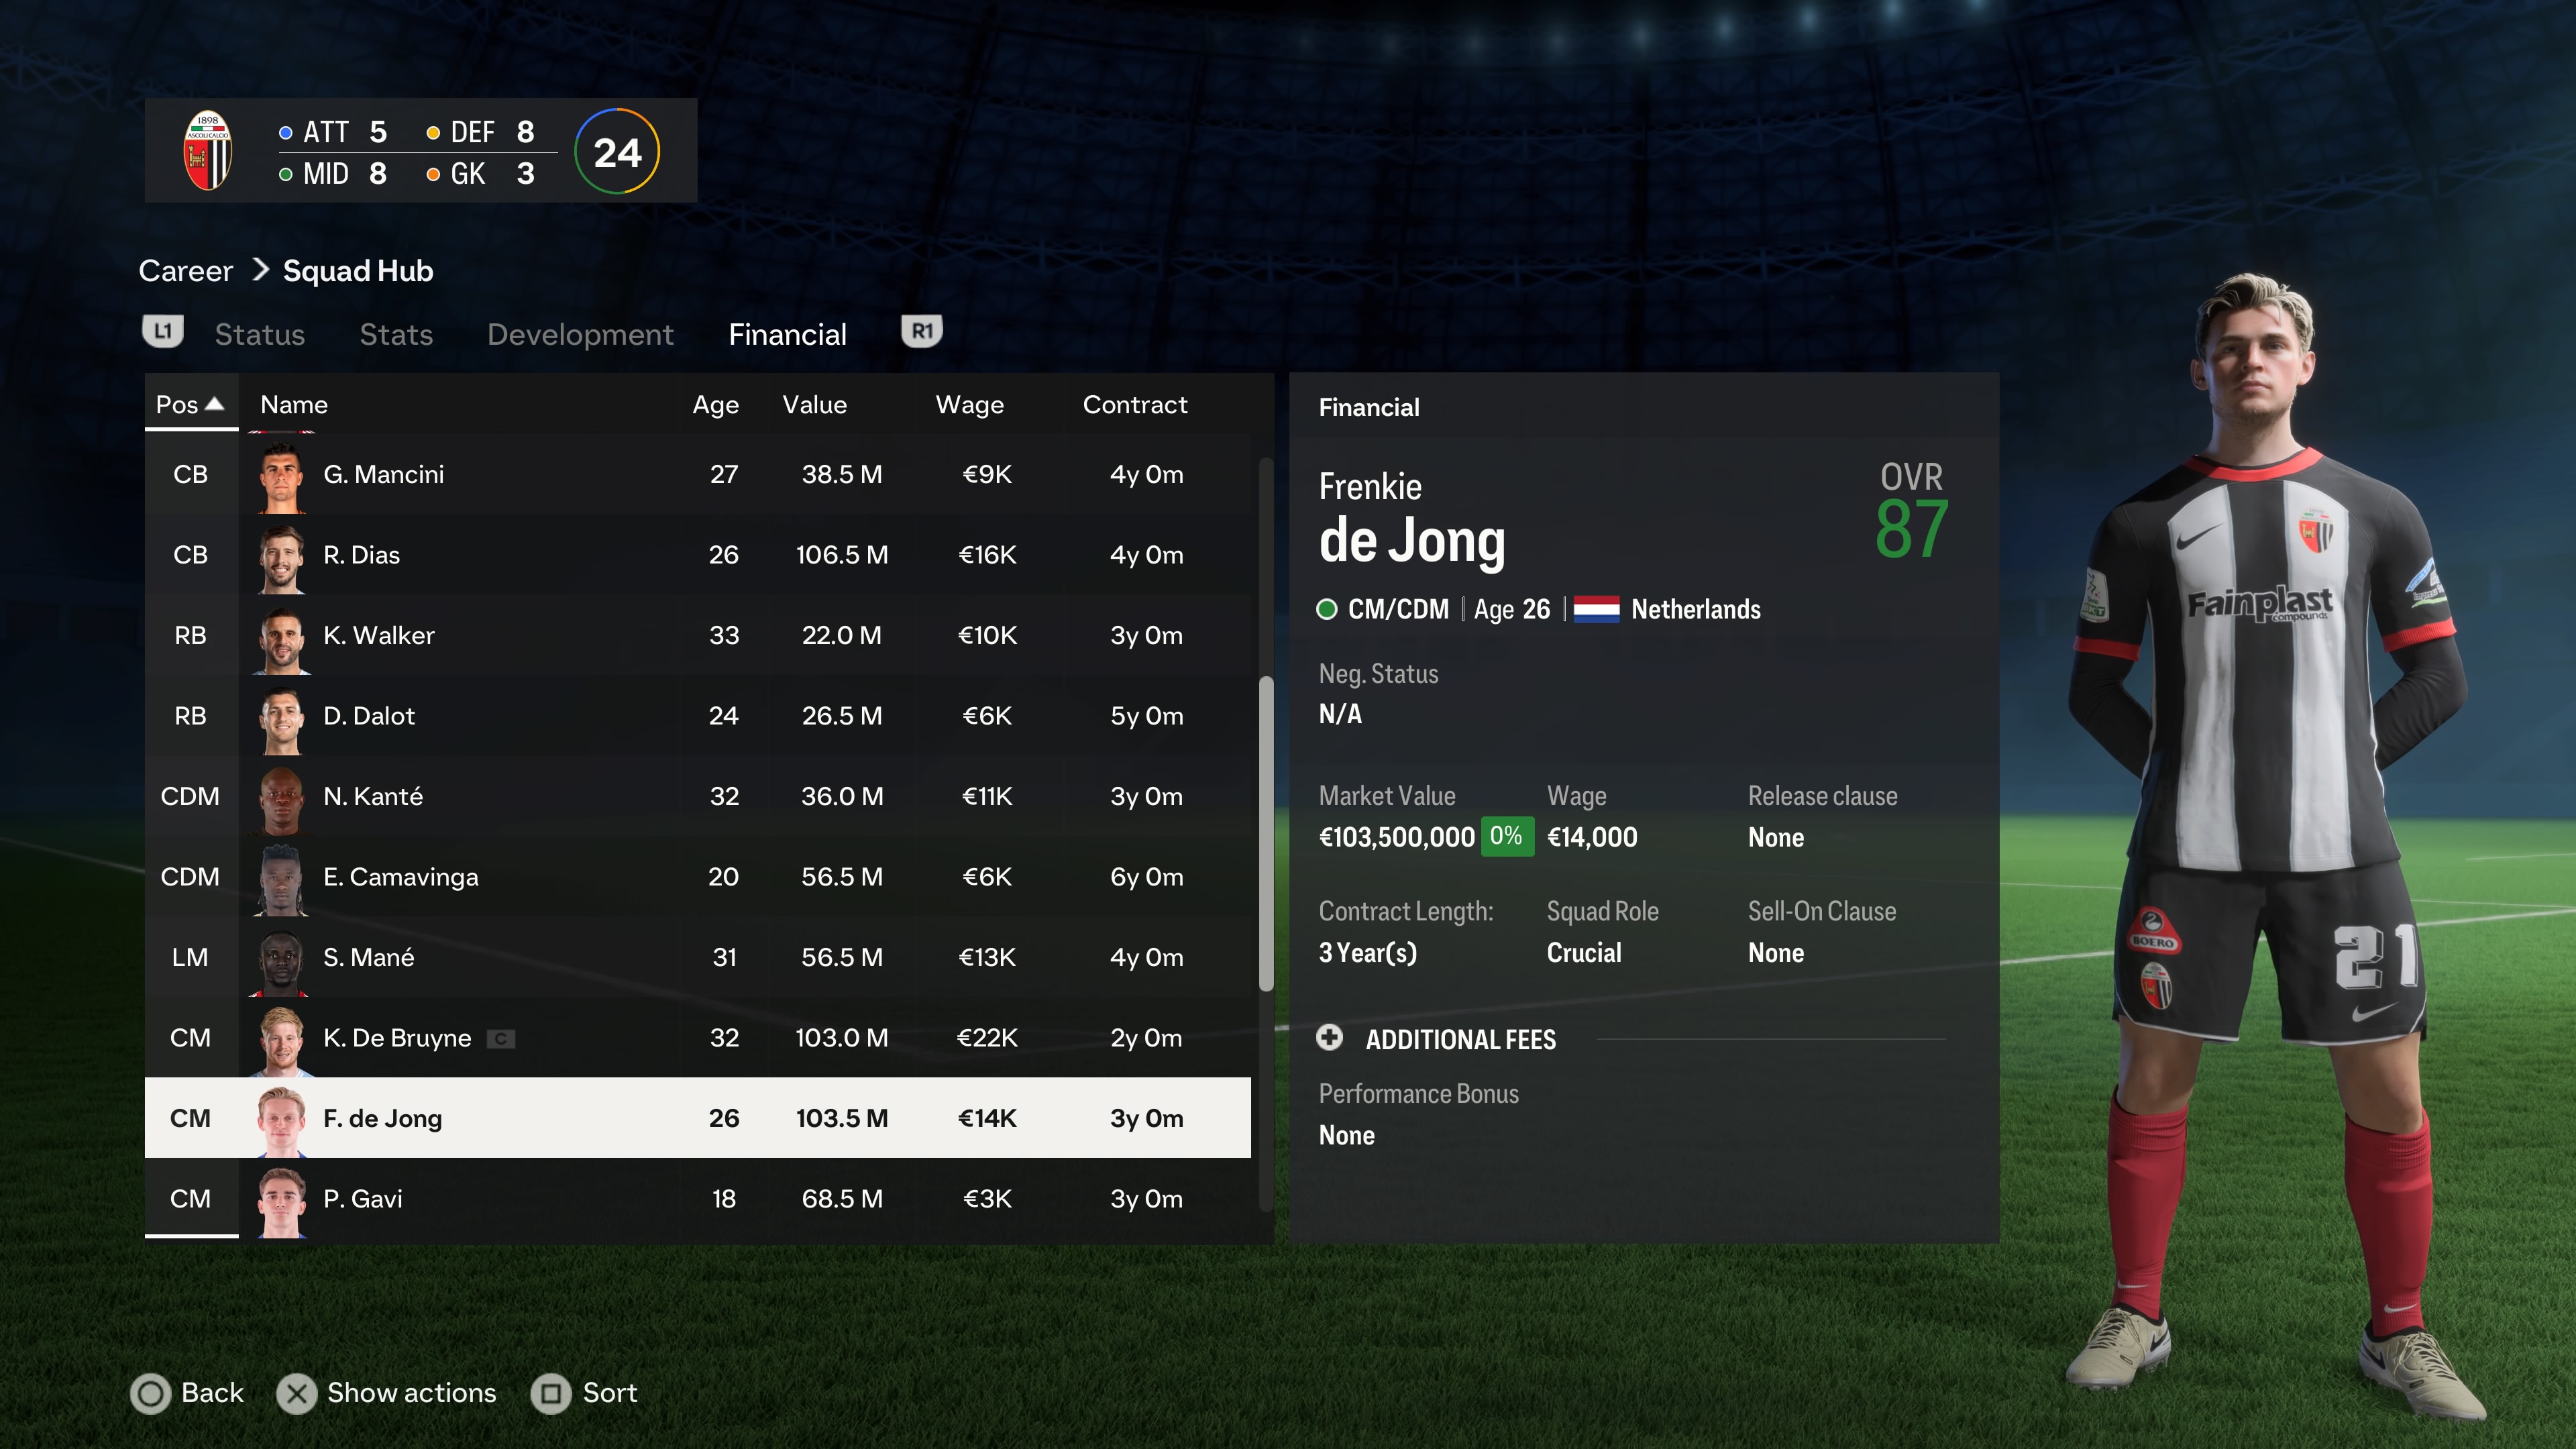 1898
ASCOLI CALCIO
ATT 5 DEF 8
MID 8 GK 3
24
Career > Squad Hub
L1 Status Stats Development Financial R1
Pos Name Age Value Wage Contract
CB G. Mancini 27 38.5 M €9K 4y 0m
CB R. Dias 26 106.5 M €16K 4y 0m
RB K. Walker 33 22.0 M €10K 3y 0m
RB D. Dalot 24 26.5 M €6K 5y 0m
CDM N. Kanté 32 36.0 M €11K 3y 0m
CDM E. Camavinga 20 56.5 M €6K 6y 0m
LM S. Mané 31 56.5 M €13K 4y 0m
CM K. De Bruyne C 32 103.0 M €22K 2y 0m
CM F. de Jong 26 103.5 M €14K 3y 0m
CM P. Gavi 18 68.5 M €3K 3y 0m
Financial
Frenkie
de Jong
OVR
87
CM/CDM | Age 26 | Netherlands
Neg. Status
N/A
Market Value Wage Release clause
€103,500,000 0% €14,000 None
Contract Length: Squad Role Sell-On Clause
3 Year(s) Crucial None
ADDITIONAL FEES
Performance Bonus
None
Fainplast
compounds
BOERO
21
Back Show actions Sort